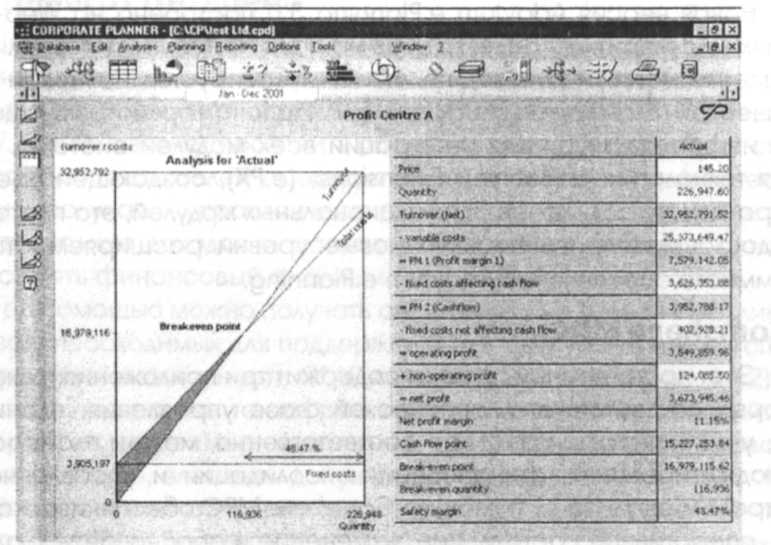 CORPORATE PLANNER - [C:\CP\test Ltd.cpd]
Database Edit Analyses Planning Reporting Options Tools Window ?
Jan - Dec 2001
Profit Centre A
turnover / costs
Analysis for 'Actual'
32,952,792
Turnover
Total costs
16,979,116
Break-even point
3,905,197
48.47 %
Fixed costs
0
0
116,936
226,948
Quantity
Actual
Price 145.20
Quantity 226,947.60
Turnover (Net) 32,952,791.52
- variable costs 25,373,649.47
= PM 1 (Profit margin 1) 7,579,142.05
- fixed costs affecting cash flow 3,626,353.88
= PM 2 (Cashflow) 3,952,788.17
- fixed costs not affecting cash flow 402,928.21
= operating profit 3,549,859.96
+ non-operating profit 124,085.50
= net profit 3,673,945.46
Net profit margin 11.15%
Cash flow point 15,227,253.84
Break-even point 16,979,115.62
Break-even quantity 116,936
Safety margin 48.47%